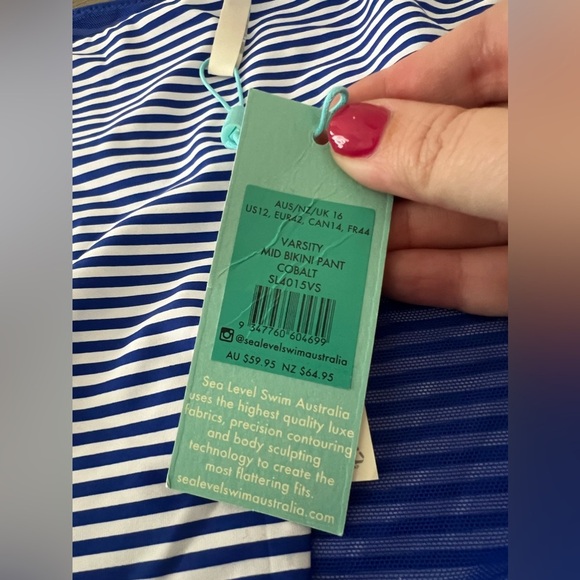 AUS/NZ/UK 16
US12, EUR42, CAN14, FR44
VARSITY
MID BIKINI PANT
COBALT
SL4015VS
9 347760 604699
@sealevelswimaustralia
AU $59.95 NZ $64.95
Sea Level Swim Australia
uses the highest quality luxe
fabrics, precision contouring
and body sculpting
technology to create the
most flattering fits.
sealevelswimaustralia.com